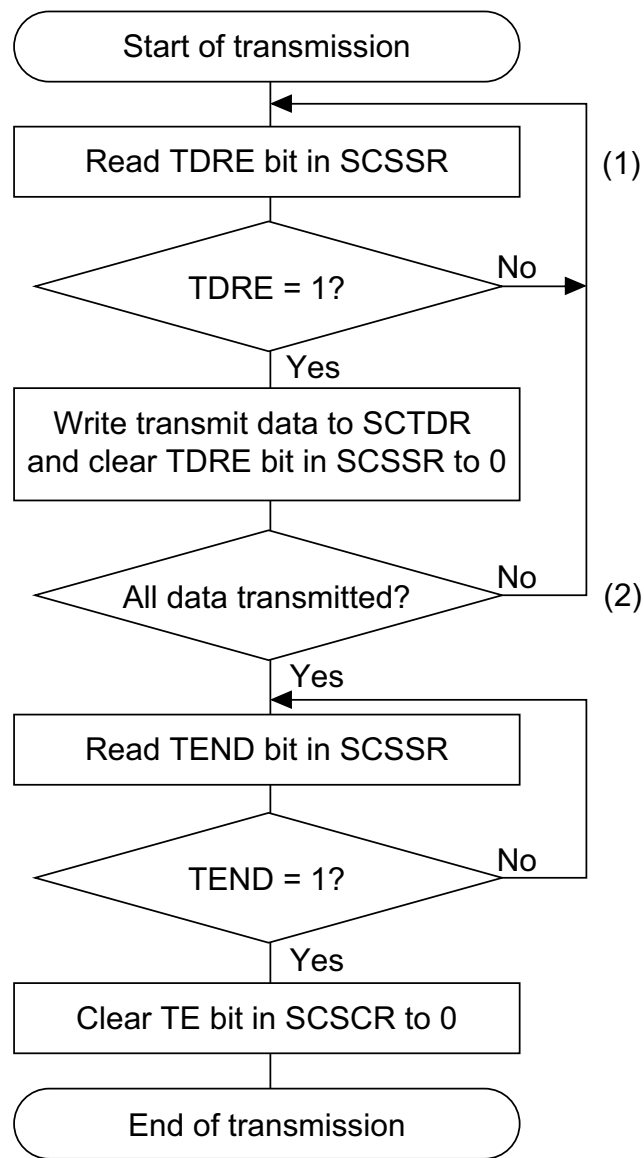 Start of transmission
Read TDRE bit in SCSSR
(1)
No
TDRE = 1?
Yes
Write transmit data to SCTDR
and clear TDRE bit in SCSSR to 0
No
All data transmitted?
(2)
Yes
Read TEND bit in SCSSR
No
TEND = 1?
Yes
Clear TE bit in SCSCR to 0
End of transmission